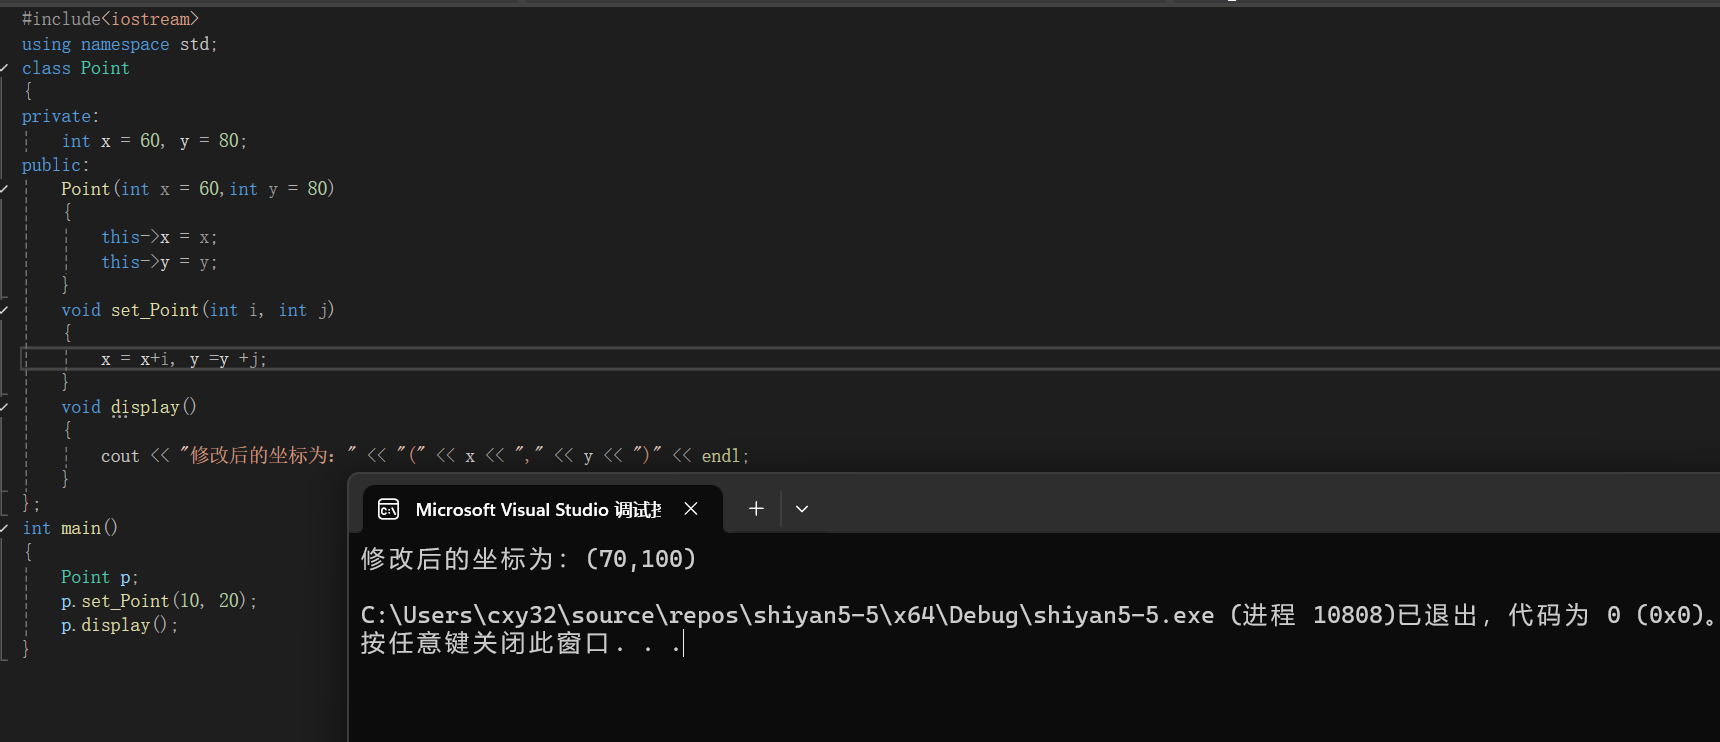 #include<iostream>
using namespace std;
class Point
{
private:
int x = 60, y = 80;
public:
Point(int x = 60,int y = 80)
{
this->x = x;
this->y = y;
}
void set_Point(int i, int j)
{
x = x+i, y =y +j;
}
void display()
{
cout << "修改后的坐标为：" << "(" << x << "," << y << ")" << endl;
}
};
int main()
{
Point p;
p.set_Point(10, 20);
p.display();
}
Microsoft Visual Studio 调试
修改后的坐标为：(70,100)
C:\Users\cxy32\source\repos\shiyan5-5\x64\Debug\shiyan5-5.exe (进程 10808)已退出，代码为 0 (0x0)。
按任意键关闭此窗口. . .